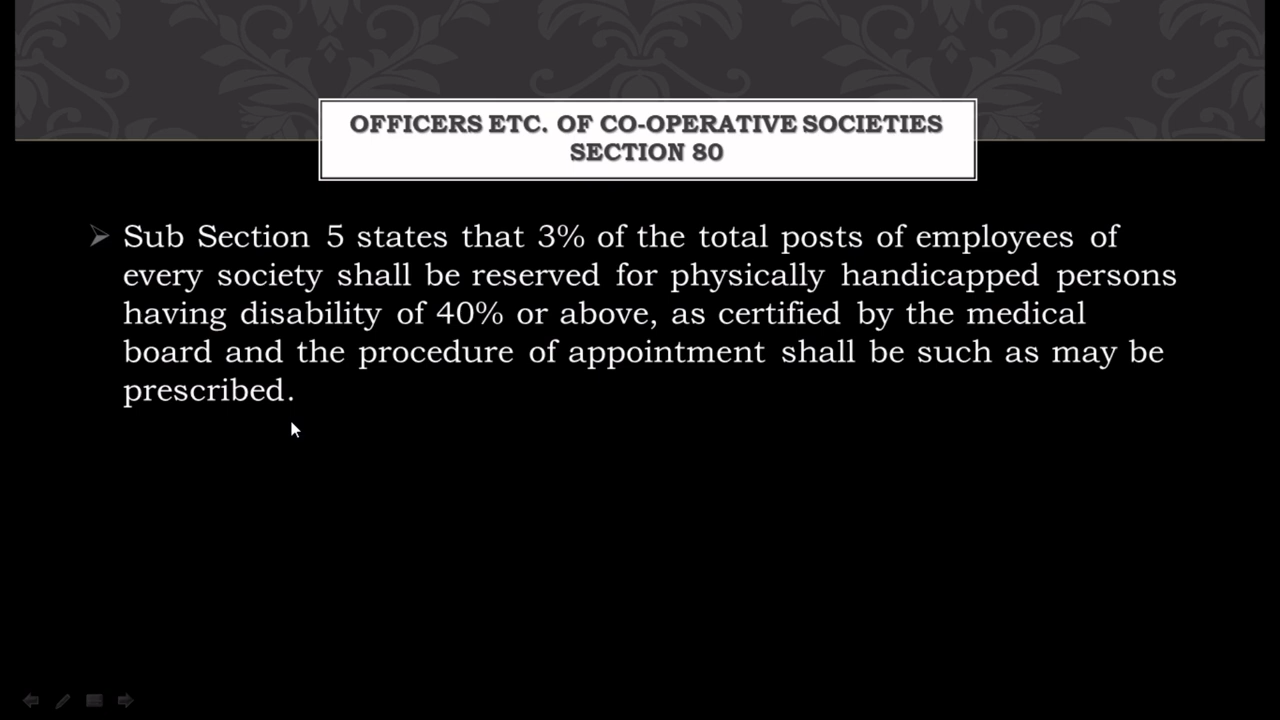 OFFICERS ETC. OF CO-OPERATIVE SOCIETIES
SECTION 80
Sub Section 5 states that 3% of the total posts of employees of
every society shall be reserved for physically handicapped persons
having disability of 40% or above, as certified by the medical
board and the procedure of appointment shall be such as may be
prescribed.